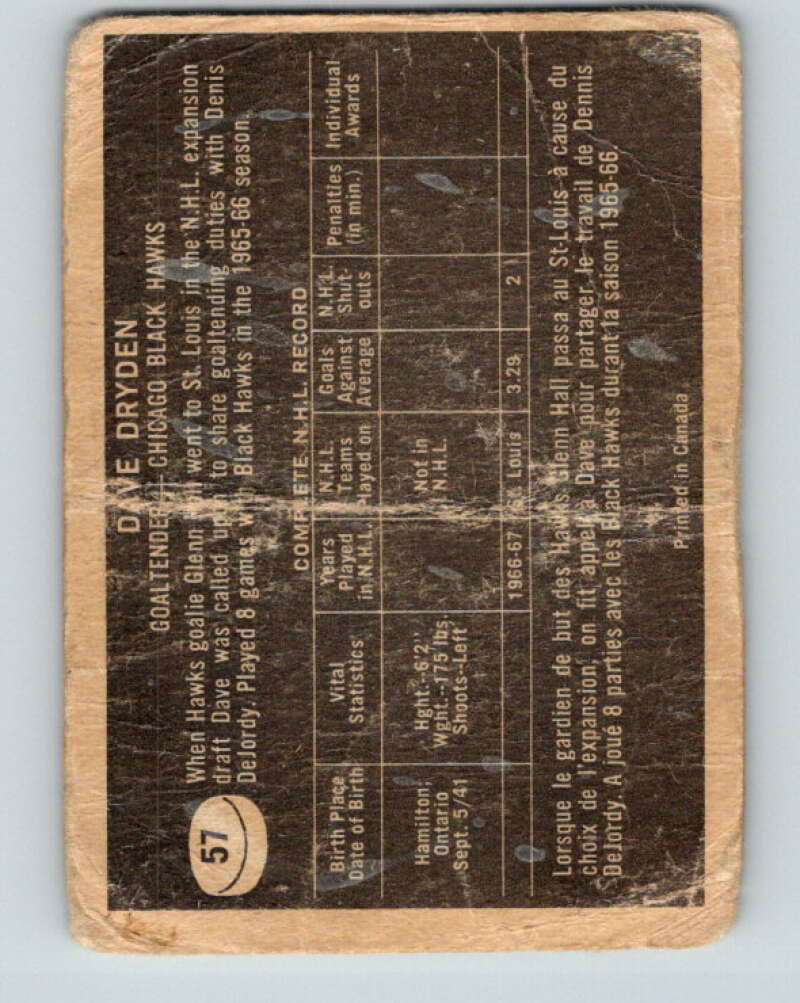 DAVE DRYDEN
GOALTENDER — CHICAGO BLACK HAWKS
57
When Hawks goalie Glenn went to St. Louis in the N.H.L. expansion
draft Dave was called upon to share goaltending duties with Denis
DeJordy. Played 8 games with Black Hawks in the 1965-66 season.
COMPLETE N.H.L. RECORD
Birth Place Date of Birth | Vital Statistics | Years Played in N.H.L. | N.H.L. Teams Played on | Goals Against Average | N.H.L. Shut-outs | Penalties (in min.) | Individual Awards
Hamilton, Ontario Sept. 5/41 | Hght.-6'2" Wght.-175 lbs. Shoots-Left | Not in N.H.L.
1966-67 | Louis | 3.29 | 2
Lorsque le gardien de but des Hawks, Glenn Hall passa au St-Louis à cause du
choix de l'expansion, on fit appel à Dave pour partager le travail de Dennis
DeJordy. A joué 8 parties avec les Black Hawks durant la saison 1965-66
Printed in Canada